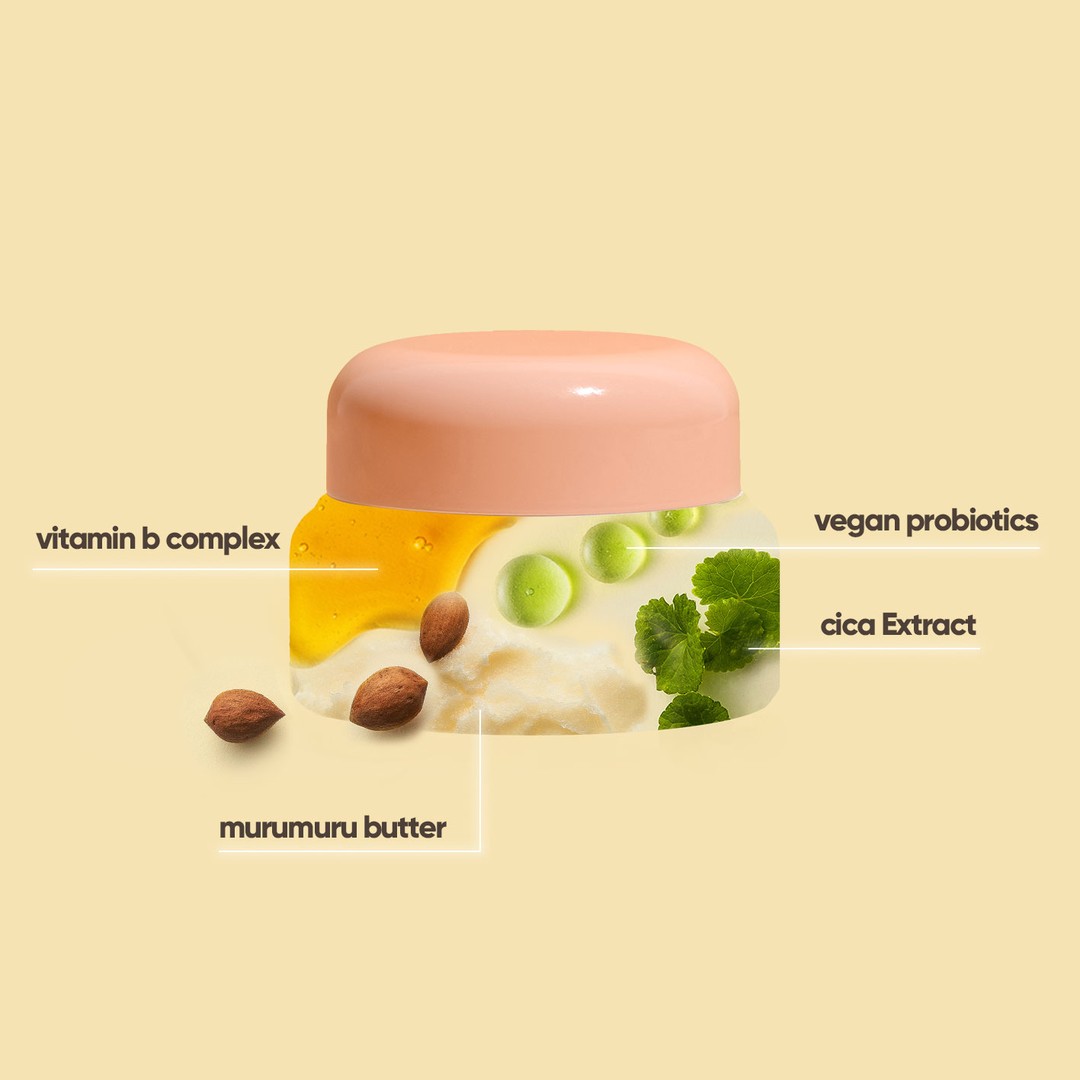 vitamin b complex
vegan probiotics
cica Extract
murumuru butter